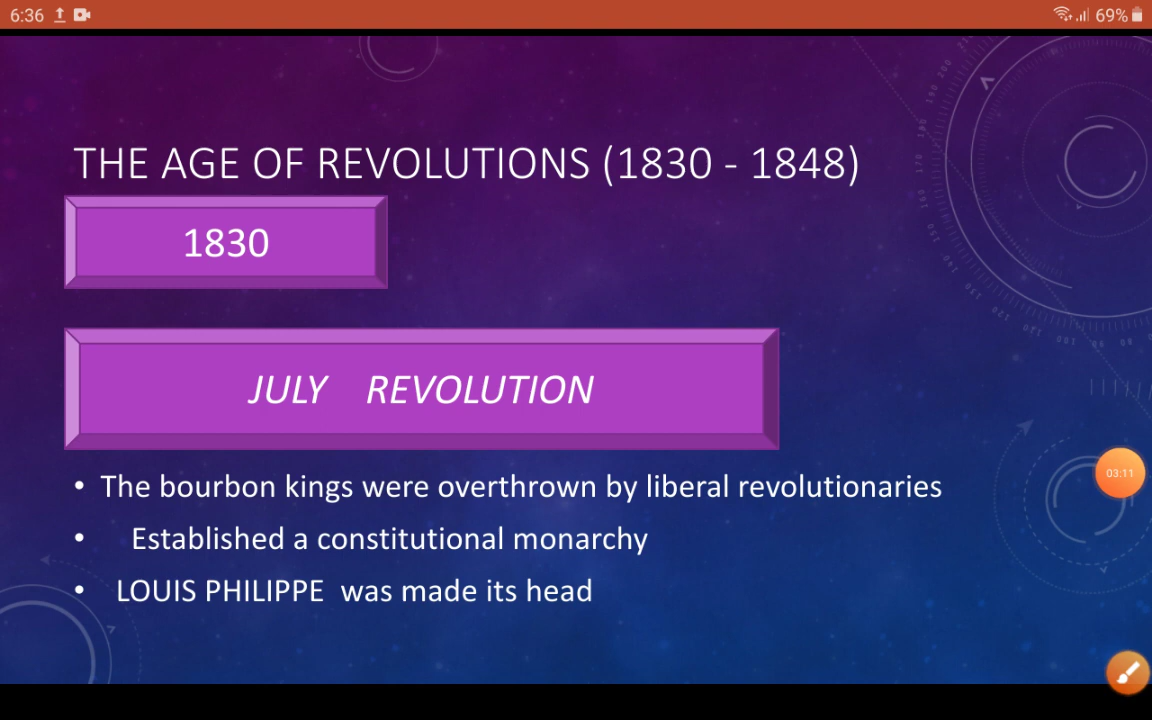 6:36 69%
THE AGE OF REVOLUTIONS (1830 - 1848)
1830
JULY REVOLUTION
• The bourbon kings were overthrown by liberal revolutionaries
• Established a constitutional monarchy
• LOUIS PHILIPPE was made its head
03:11